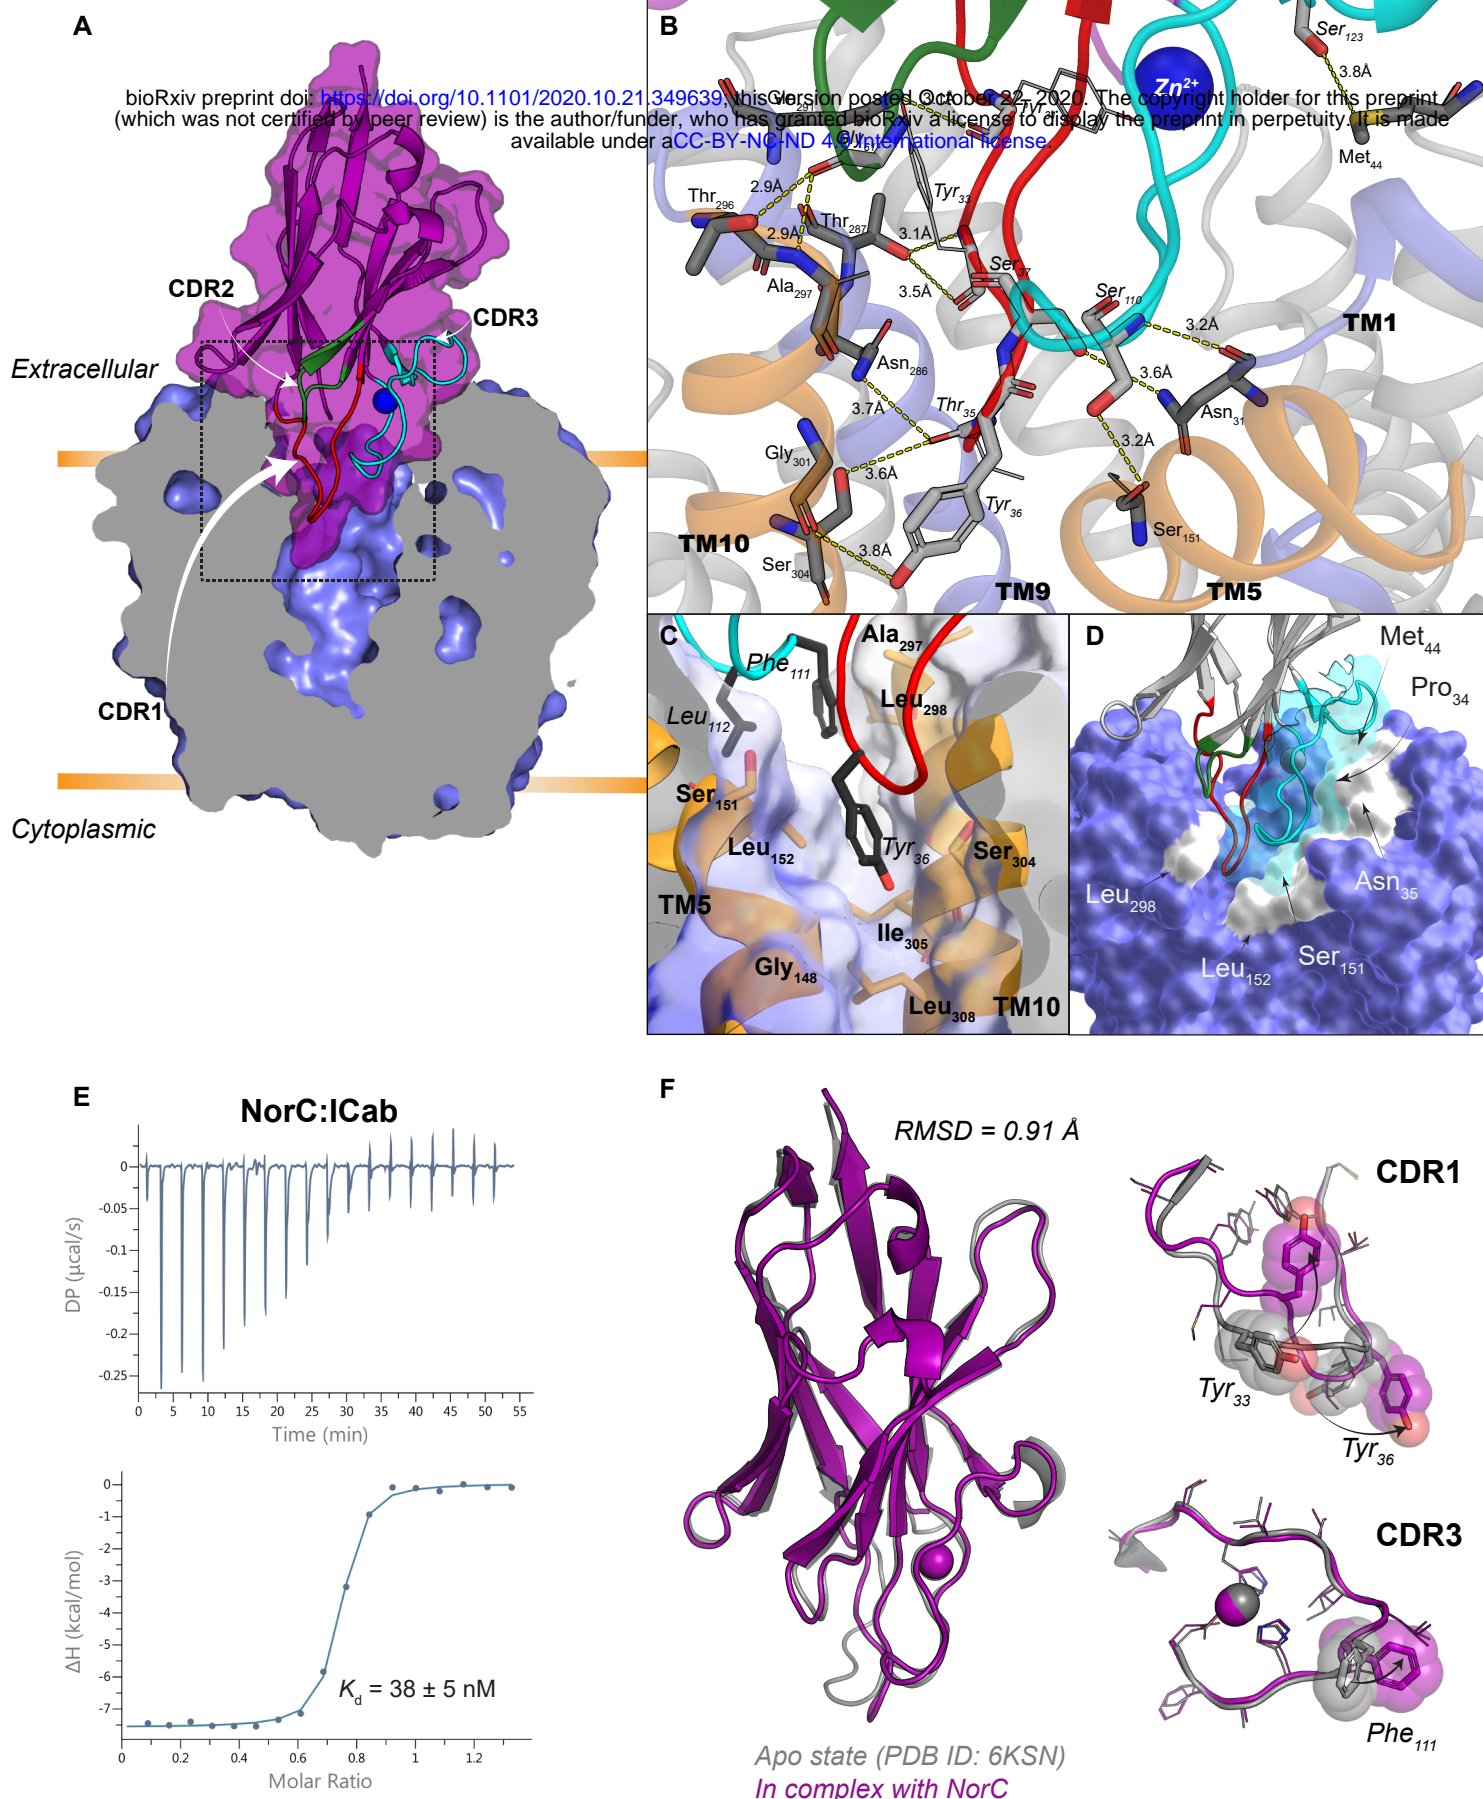 A
bioRxiv preprint doi: https://doi.org/10.1101/2020.10.21.349639; this version posted October 22, 2020. The copyright holder for this preprint
(which was not certified by peer review) is the author/funder, who has granted bioRxiv a license to display the preprint in perpetuity. It is made
available under aCC-BY-NC-ND 4.0 International license.
CDR2
CDR3
Extracellular
CDR1
Cytoplasmic
B
Ser123
3.8Å
Zn2+
Met44
Thr296
2.9Å
Tyr33
2.9Å
Thr287
3.1Å
Ser37
Ala297
3.5Å
Ser110
3.2Å
TM1
Asn286
3.6Å
3.7Å
Thr35
Asn31
Gly301
3.2Å
3.6Å
Tyr36
Ser151
TM10
3.8Å
Ser304
TM9
TM5
C
Ala297
Phe111
Leu298
Leu112
Ser151
Leu152
Tyr36
Ser304
TM5
Ile305
Gly148
Leu308
TM10
D
Met44
Pro34
Leu298
Asn35
Leu152
Ser151
E
NorC:ICab
DP (µcal/s)
0
-0.05
-0.1
-0.15
-0.2
-0.25
0 5 10 15 20 25 30 35 40 45 50 55
Time (min)
ΔH (kcal/mol)
0
-1
-2
-3
-4
-5
-6
-7
Kd = 38 ± 5 nM
0 0.2 0.4 0.6 0.8 1 1.2
Molar Ratio
F
RMSD = 0.91 Å
CDR1
Tyr33
Tyr36
CDR3
Phe111
Apo state (PDB ID: 6KSN)
In complex with NorC